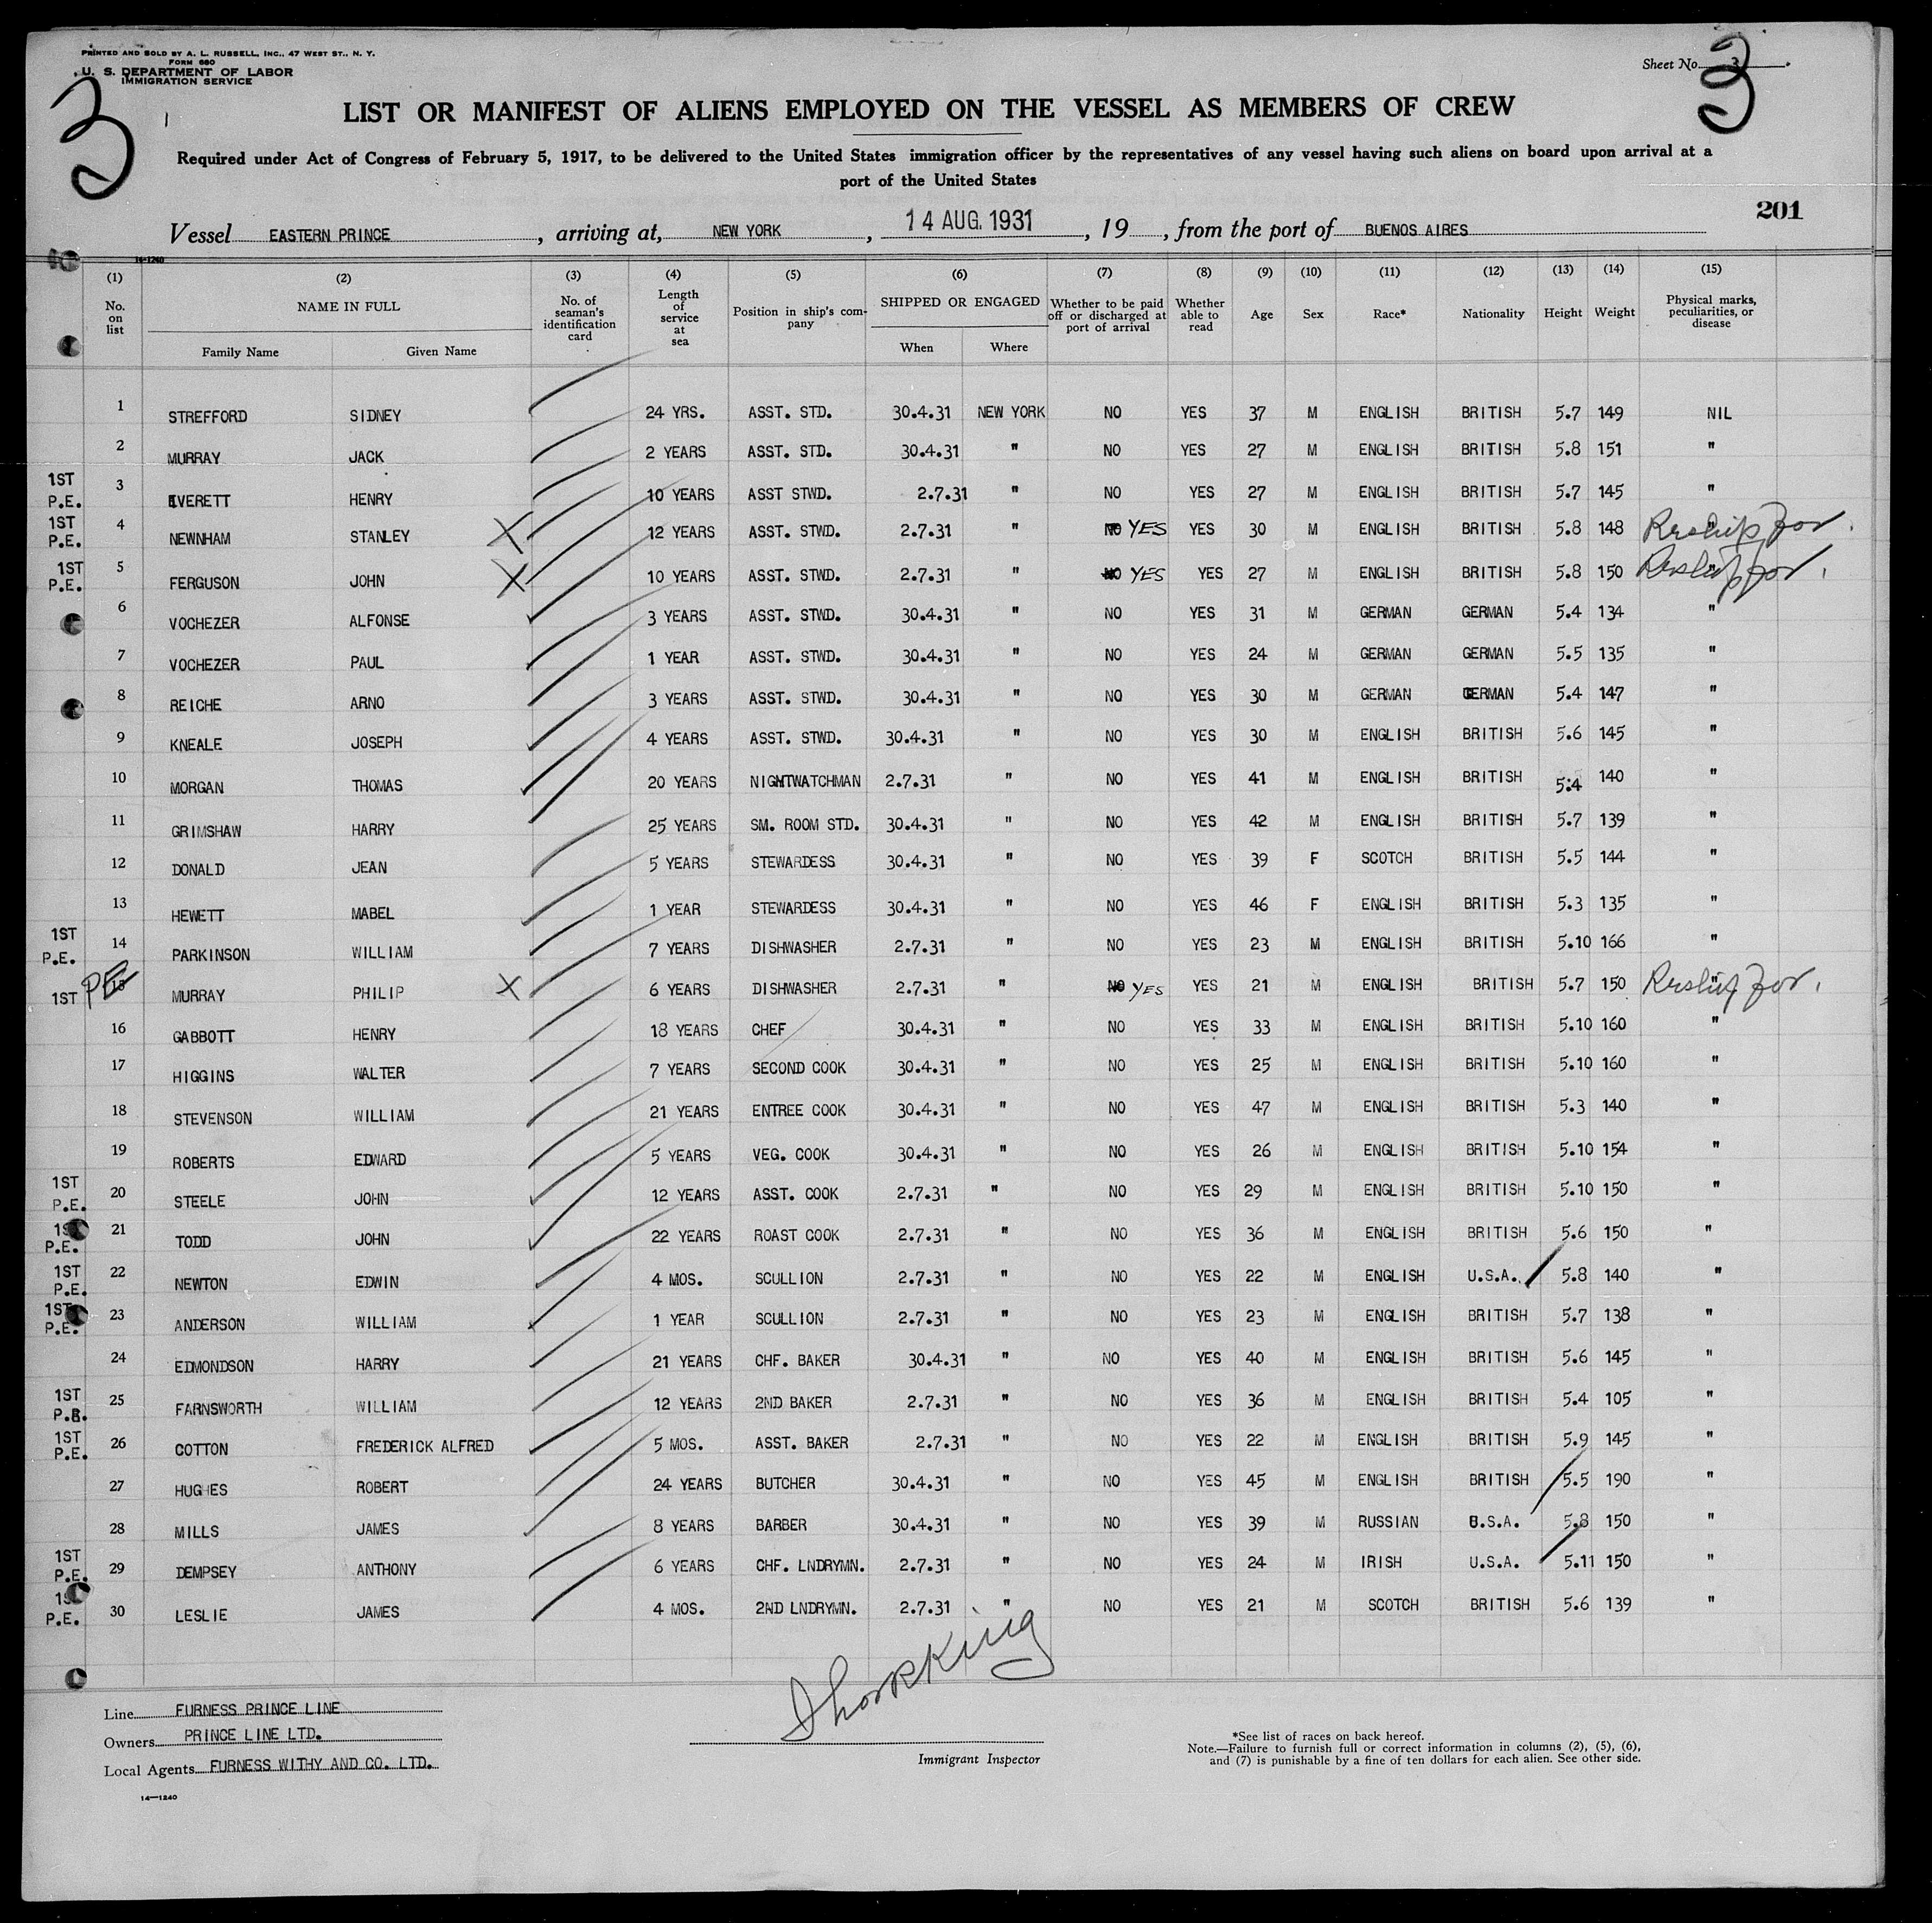 PRINTED AND SOLD BY A. L. RUSSELL, INC., 47 WEST ST., N. Y.
FORM 680
U. S. DEPARTMENT OF LABOR
IMMIGRATION SERVICE
Sheet No. 3
3
3
LIST OR MANIFEST OF ALIENS EMPLOYED ON THE VESSEL AS MEMBERS OF CREW
Required under Act of Congress of February 5, 1917, to be delivered to the United States immigration officer by the representatives of any vessel having such aliens on board upon arrival at a
port of the United States
201
Vessel EASTERN PRINCE, arriving at, NEW YORK, 14 AUG. 1931, 19, from the port of BUENOS AIRES
14-1240
(1) (2) (3) (4) (5) (6) (7) (8) (9) (10) (11) (12) (13) (14) (15)
No. on list NAME IN FULL No. of seaman's identification card Length of service at sea Position in ship's company SHIPPED OR ENGAGED Whether to be paid off or discharged at port of arrival Whether able to read Age Sex Race* Nationality Height Weight Physical marks, peculiarities, or disease
Family Name Given Name When Where
1 STREFFORD SIDNEY 24 YRS. ASST. STD. 30.4.31 NEW YORK NO YES 37 M ENGLISH BRITISH 5.7 149 NIL
2 MURRAY JACK 2 YEARS ASST. STD. 30.4.31 " NO YES 27 M ENGLISH BRITISH 5.8 151 "
1ST P.E. 3 EVERETT HENRY 10 YEARS ASST STWD. 2.7.31 " NO YES 27 M ENGLISH BRITISH 5.7 145 "
1ST P.E. 4 NEWNHAM STANLEY X 12 YEARS ASST. STWD. 2.7.31 " NO YES YES 30 M ENGLISH BRITISH 5.8 148 " Reship for.
1ST P.E. 5 FERGUSON JOHN X 10 YEARS ASST. STWD. 2.7.31 " NO YES YES 27 M ENGLISH BRITISH 5.8 150 " Reship for.
6 VOCHEZER ALFONSE 3 YEARS ASST. STWD. 30.4.31 " NO YES 31 M GERMAN GERMAN 5.4 134 "
7 VOCHEZER PAUL 1 YEAR ASST. STWD. 30.4.31 " NO YES 24 M GERMAN GERMAN 5.5 135 "
8 REICHE ARNO 3 YEARS ASST. STWD. 30.4.31 " NO YES 30 M GERMAN GERMAN 5.4 147 "
9 KNEALE JOSEPH 4 YEARS ASST. STWD. 30.4.31 " NO YES 30 M ENGLISH BRITISH 5.6 145 "
10 MORGAN THOMAS 20 YEARS NIGHTWATCHMAN 2.7.31 " NO YES 41 M ENGLISH BRITISH 5:4 140 "
11 GRIMSHAW HARRY 25 YEARS SM. ROOM STD. 30.4.31 " NO YES 42 M ENGLISH BRITISH 5.7 139 "
12 DONALD JEAN 5 YEARS STEWARDESS 30.4.31 " NO YES 39 F SCOTCH BRITISH 5.5 144 "
13 HEWETT MABEL 1 YEAR STEWARDESS 30.4.31 " NO YES 46 F ENGLISH BRITISH 5.3 135 "
1ST P.E. 14 PARKINSON WILLIAM 7 YEARS DISHWASHER 2.7.31 " NO YES 23 M ENGLISH BRITISH 5.10 166 "
1ST PE 15 MURRAY PHILIP X 6 YEARS DISHWASHER 2.7.31 " NO YES YES 21 M ENGLISH BRITISH 5.7 150 " Reship for.
16 GABBOTT HENRY 18 YEARS CHEF 30.4.31 " NO YES 33 M ENGLISH BRITISH 5.10 160 "
17 HIGGINS WALTER 7 YEARS SECOND COOK 30.4.31 " NO YES 25 M ENGLISH BRITISH 5.10 160 "
18 STEVENSON WILLIAM 21 YEARS ENTREE COOK 30.4.31 " NO YES 47 M ENGLISH BRITISH 5.3 140 "
19 ROBERTS EDWARD 5 YEARS VEG. COOK 30.4.31 " NO YES 26 M ENGLISH BRITISH 5.10 154 "
1ST P.E. 20 STEELE JOHN 12 YEARS ASST. COOK 2.7.31 " NO YES 29 M ENGLISH BRITISH 5.10 150 "
1ST P.E. 21 TODD JOHN 22 YEARS ROAST COOK 2.7.31 " NO YES 36 M ENGLISH BRITISH 5.6 150 "
1ST P.E. 22 NEWTON EDWIN 4 MOS. SCULLION 2.7.31 " NO YES 22 M ENGLISH U.S.A. 5.8 140 "
1ST P.E. 23 ANDERSON WILLIAM 1 YEAR SCULLION 2.7.31 " NO YES 23 M ENGLISH BRITISH 5.7 138 "
24 EDMONDSON HARRY 21 YEARS CHF. BAKER 30.4.31 " NO YES 40 M ENGLISH BRITISH 5.6 145 "
1ST P.E. 25 FARNSWORTH WILLIAM 12 YEARS 2ND BAKER 2.7.31 " NO YES 36 M ENGLISH BRITISH 5.4 105 "
1ST P.E. 26 COTTON FREDERICK ALFRED 5 MOS. ASST. BAKER 2.7.31 " NO YES 22 M ENGLISH BRITISH 5.9 145 "
27 HUGHES ROBERT 24 YEARS BUTCHER 30.4.31 " NO YES 45 M ENGLISH BRITISH 5.5 190 "
28 MILLS JAMES 8 YEARS BARBER 30.4.31 " NO YES 39 M RUSSIAN U.S.A. 5.8 150 "
1ST P.E. 29 DEMPSEY ANTHONY 6 YEARS CHF. LNDRYMN. 2.7.31 " NO YES 24 M IRISH U.S.A. 5.11 150 "
1ST P.E. 30 LESLIE JAMES 4 MOS. 2ND LNDRYMN. 2.7.31 " NO YES 21 M SCOTCH BRITISH 5.6 139 "
Line FURNESS PRINCE LINE
Owners PRINCE LINE LTD.
Local Agents FURNESS WITHY AND CO. LTD.
14—1240
Immigrant Inspector
*See list of races on back hereof.
Note.—Failure to furnish full or correct information in columns (2), (5), (6),
and (7) is punishable by a fine of ten dollars for each alien. See other side.